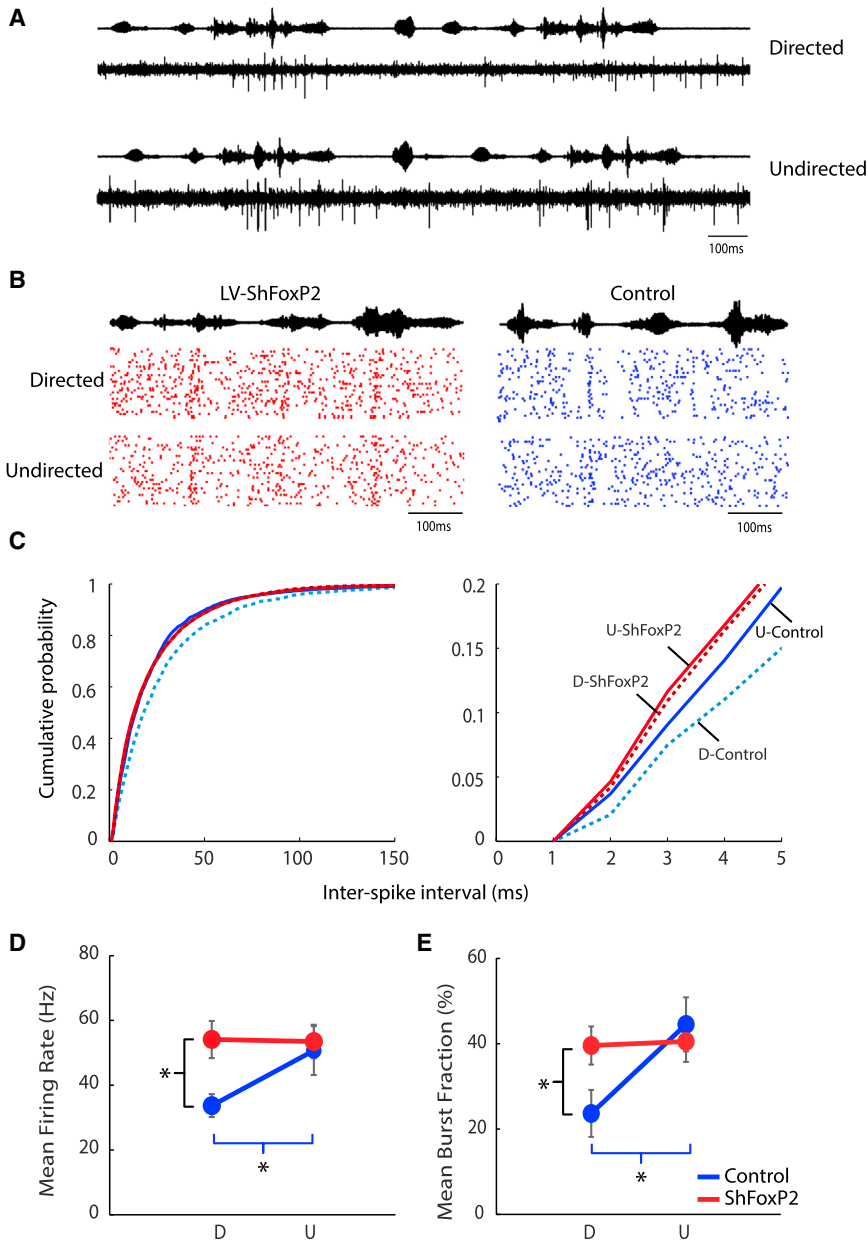 A
Directed
Undirected
100ms
B
LV-ShFoxP2
Control
Directed
Undirected
100ms
100ms
C
Cumulative probability
1
0.8
0.6
0.4
0.2
0
0
50
100
150
0.2
0.15
0.1
0.05
0
0
1
2
3
4
5
U-ShFoxP2
U-Control
D-ShFoxP2
D-Control
Inter-spike interval (ms)
D
Mean Firing Rate (Hz)
80
60
40
20
0
*
*
D
U
E
Mean Burst Fraction (%)
60
40
20
0
*
*
Control
ShFoxP2
D
U